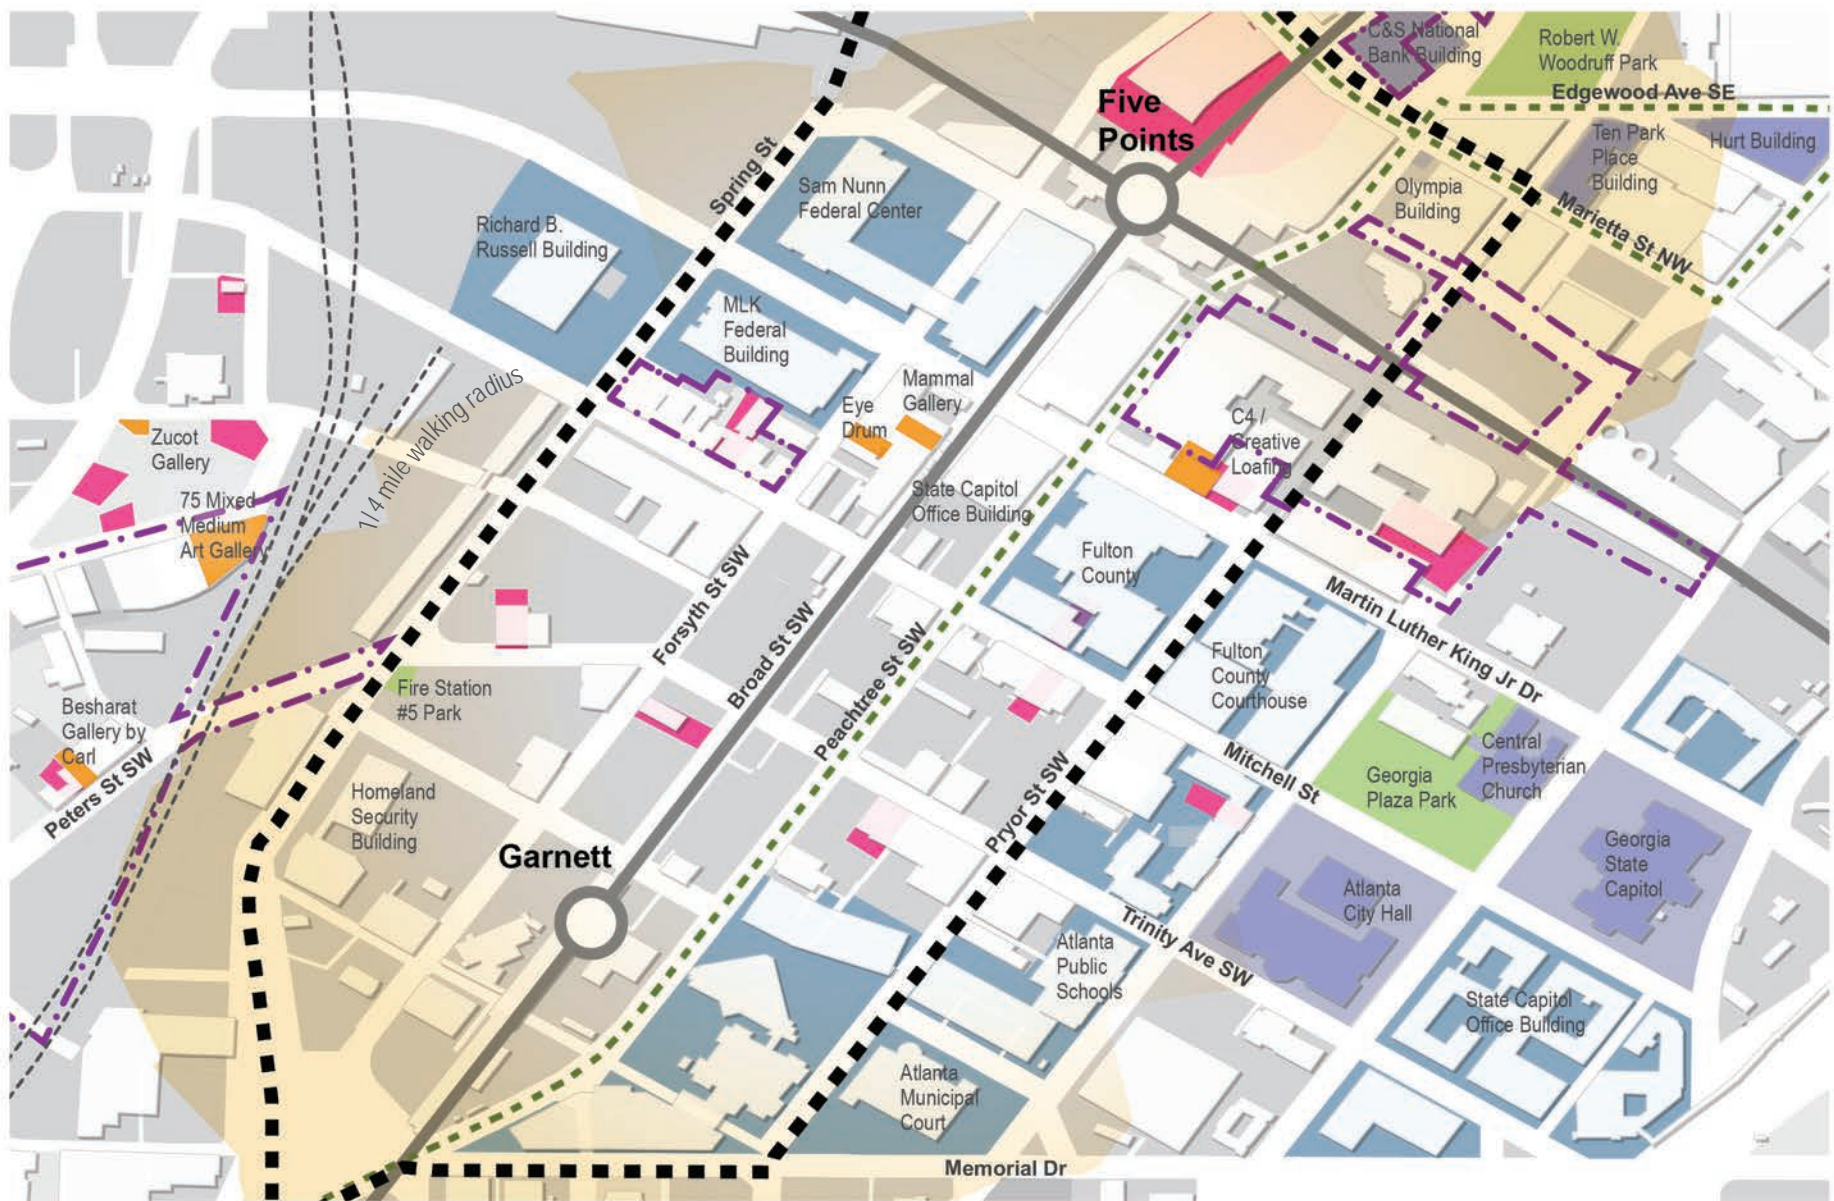 C&S National
Bank Building
Robert W.
Woodruff Park
Edgewood Ave SE
Five
Points
Ten Park
Place
Building
Hurt Building
Spring St
Sam Nunn
Federal Center
Olympia
Building
Marietta St NW
Richard B.
Russell Building
MLK
Federal
Building
1/4 mile walking radius
Mammal
Gallery
Eye
Drum
C4 /
Creative
Loafing
Zucot
Gallery
75 Mixed
Medium
Art Gallery
State Capitol
Office Building
Fulton
County
Martin Luther King Jr Dr
Forsyth St SW
Broad St SW
Peachtree St SW
Fulton
County
Courthouse
Fire Station
#5 Park
Besharat
Gallery by
Carl
Peters St SW
Mitchell St
Central
Presbyterian
Church
Georgia
Plaza Park
Pryor St SW
Homeland
Security
Building
Georgia
State
Capitol
Garnett
Atlanta
City Hall
Trinity Ave SW
Atlanta
Public
Schools
State Capitol
Office Building
Atlanta
Municipal
Court
Memorial Dr